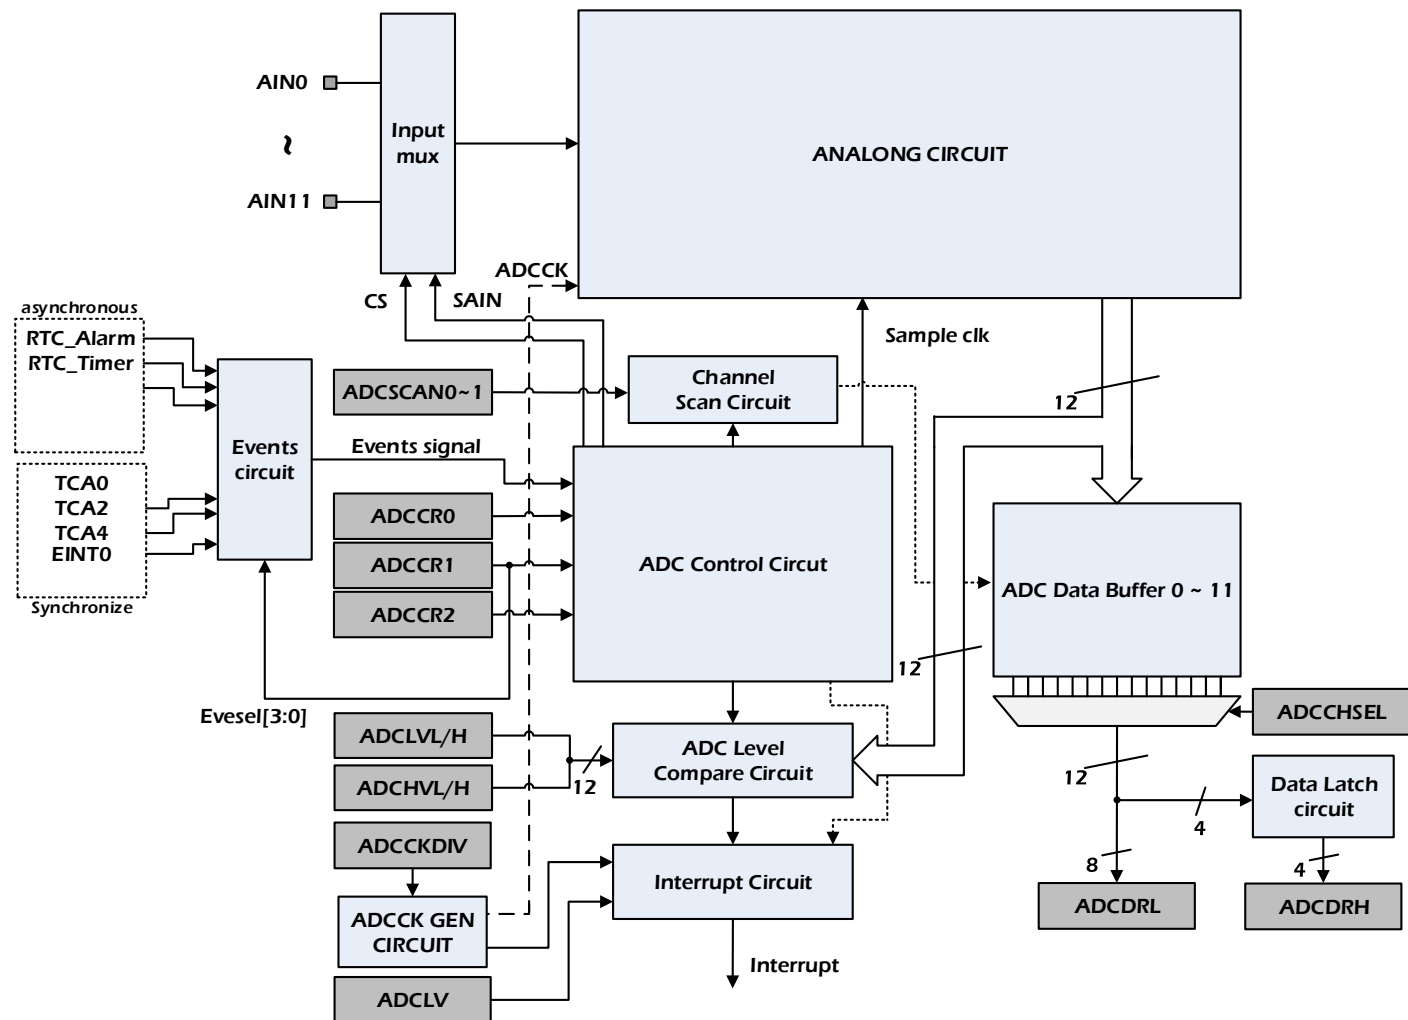 AIN0
~
AIN11
Input
mux
ANALONG CIRCUIT
ADCCK
CS
SAIN
Sample clk
asynchronous
RTC_Alarm
RTC_Timer
Events
circuit
TCA0
TCA2
TCA4
EINT0
Synchronize
ADCSCAN0~1
Channel
Scan Circuit
12
Events signal
ADCCR0
ADCCR1
ADCCR2
ADC Control Circut
ADC Data Buffer 0 ~ 11
12
Evesel[3:0]
ADCCHSEL
ADCLVL/H
ADCHVL/H
12
ADC Level
Compare Circuit
12
Data Latch
circuit
4
ADCCKDIV
Interrupt Circuit
8
4
ADCCK GEN
CIRCUIT
ADCDRL
ADCDRH
Interrupt
ADCLV